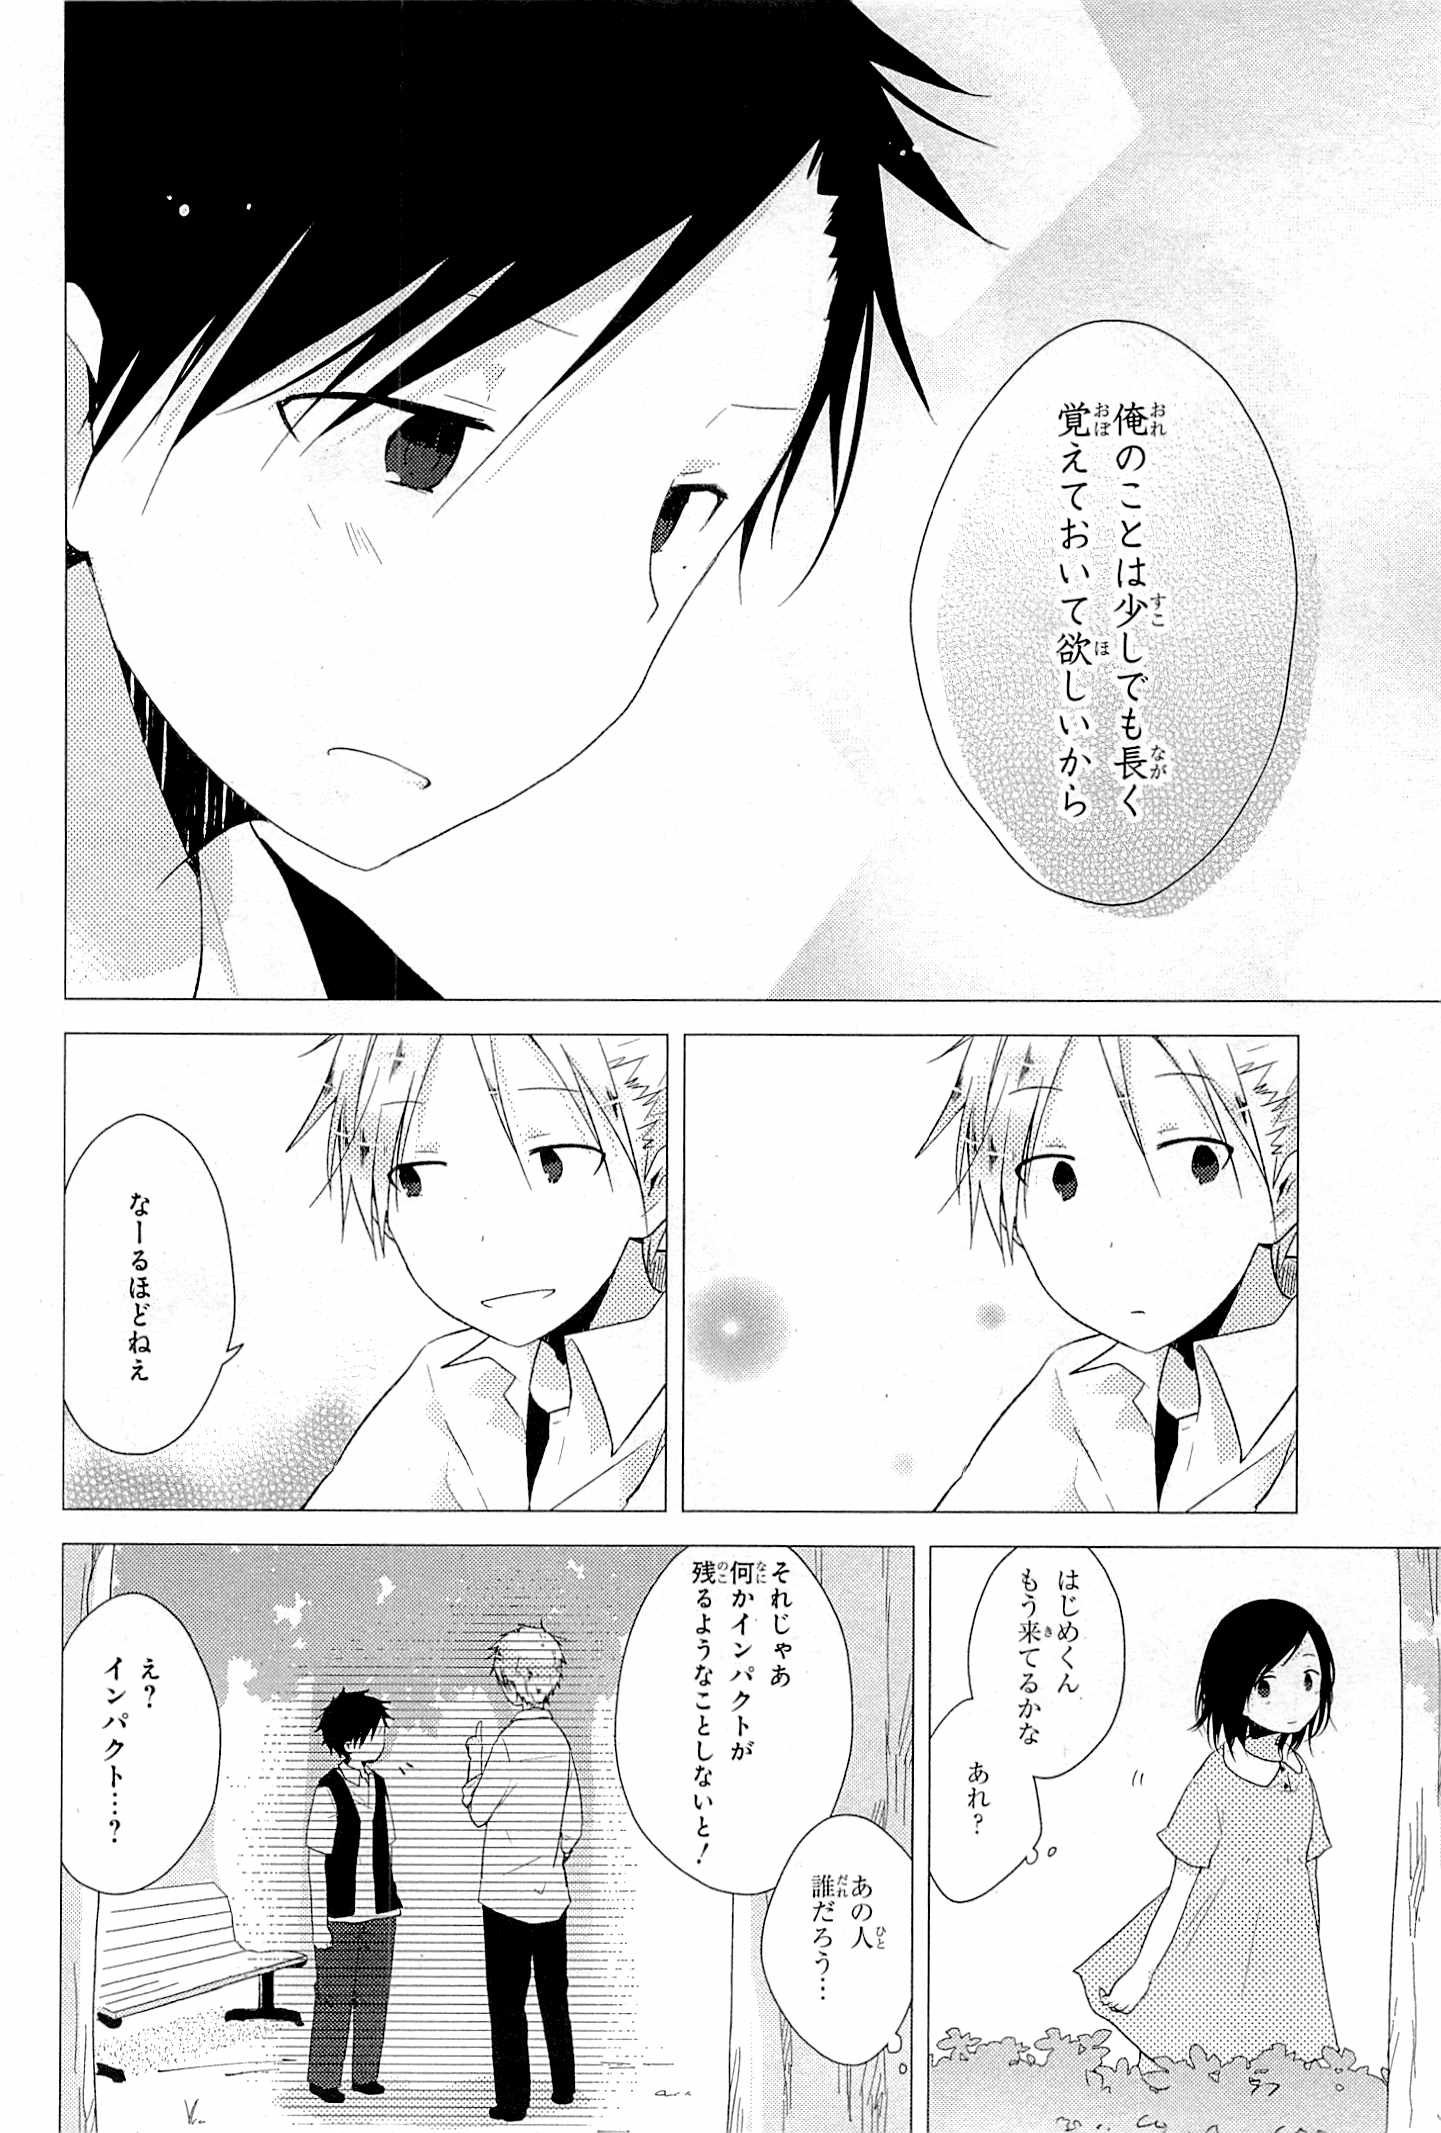 俺のことは少しでも長く
覚えておいて欲しいから
なーるほどねえ
はじめくん
もう来てるかな
あれ？
それじゃあ
何かインパクトが
残るようなことしないと！
あの人
誰だろう…
え？
インパクト…？